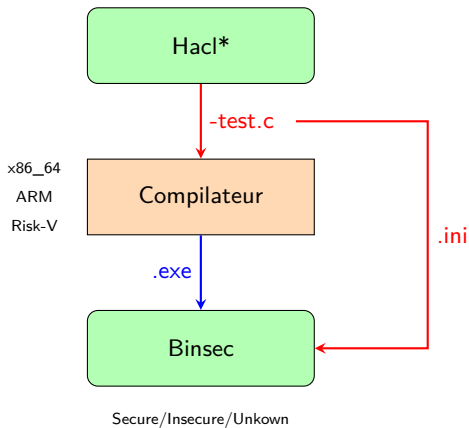 Hacl*
-test.c
x86_64
ARM
Risk-V
Compilateur
.ini
.exe
Binsec
Secure/Insecure/Unkown